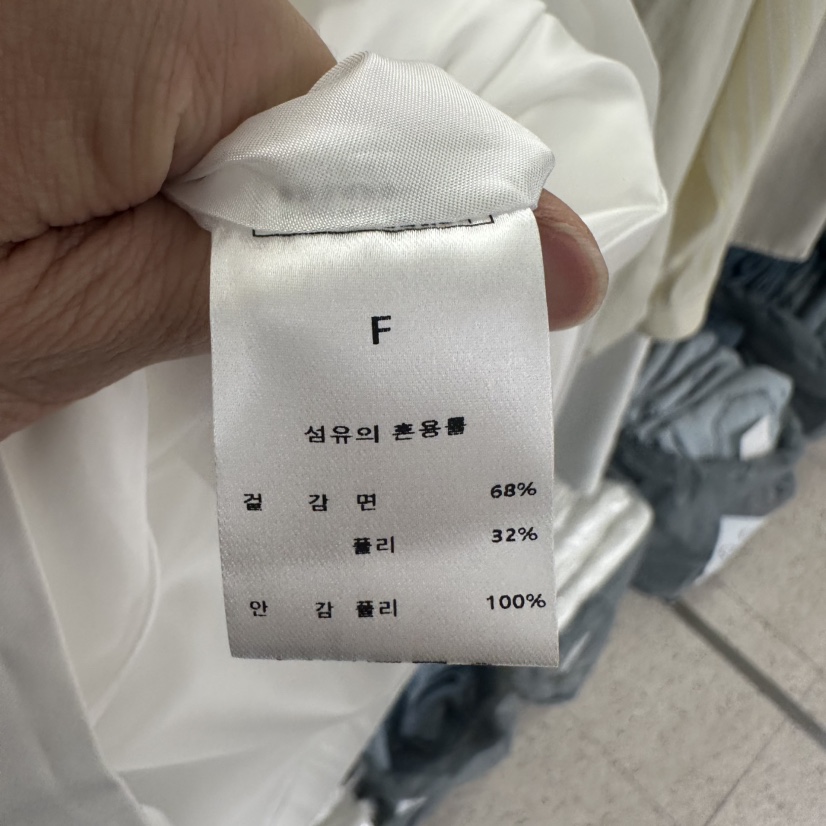 F
섬유의 혼용률
겉 감 면 68%
폴리 32%
안 감 폴리 100%